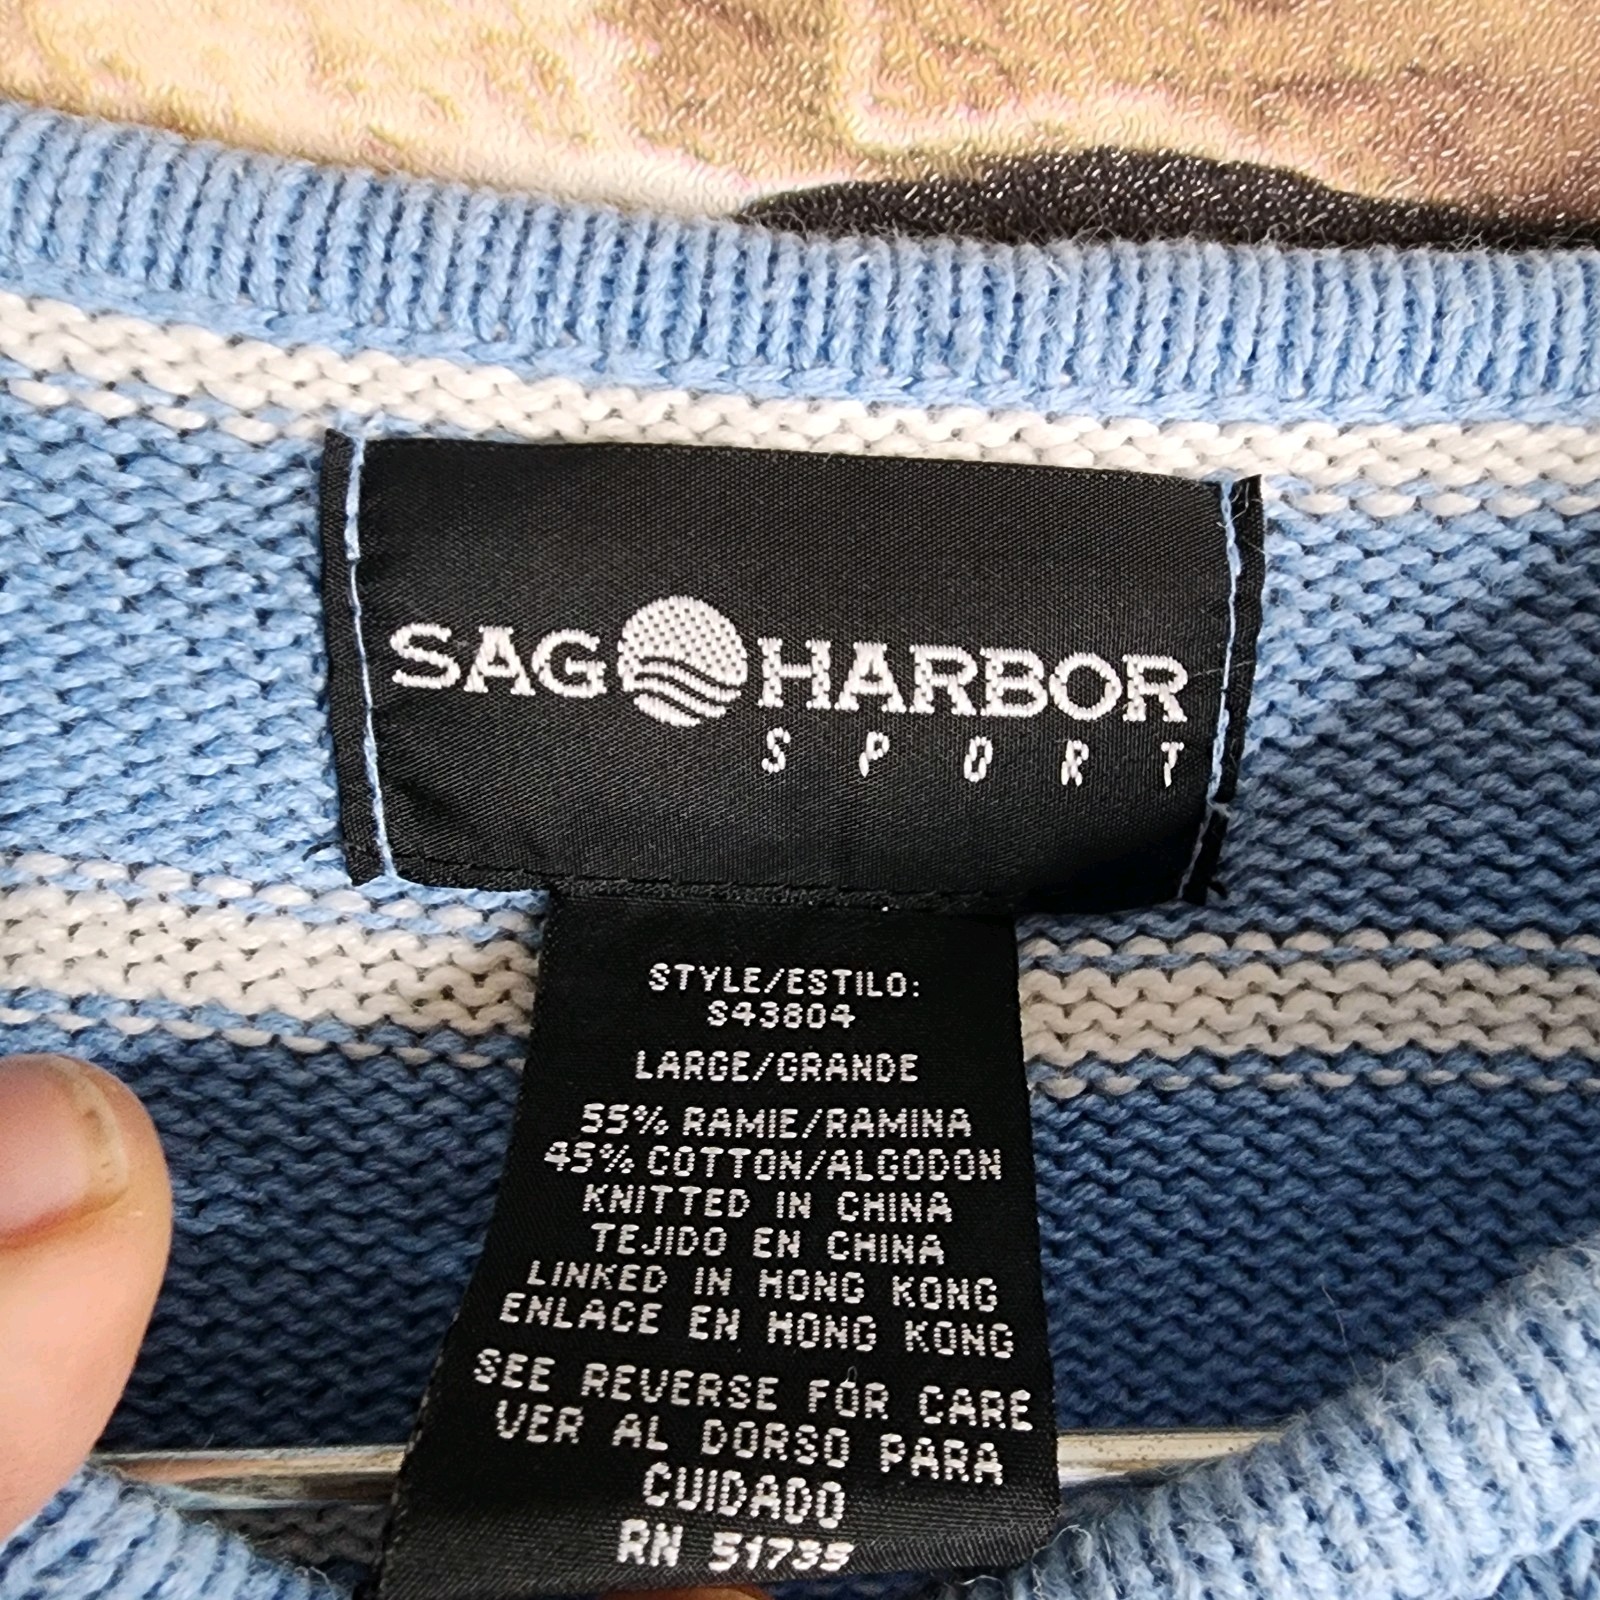 SAG HARBOR
SPORT
STYLE/ESTILO:
S43804
LARGE/GRANDE
55% RAMIE/RAMINA
45% COTTON/ALGODON
KNITTED IN CHINA
TEJIDO EN CHINA
LINKED IN HONG KONG
ENLACE EN HONG KONG
SEE REVERSE FOR CARE
VER AL DORSO PARA
CUIDADO
RN 51739